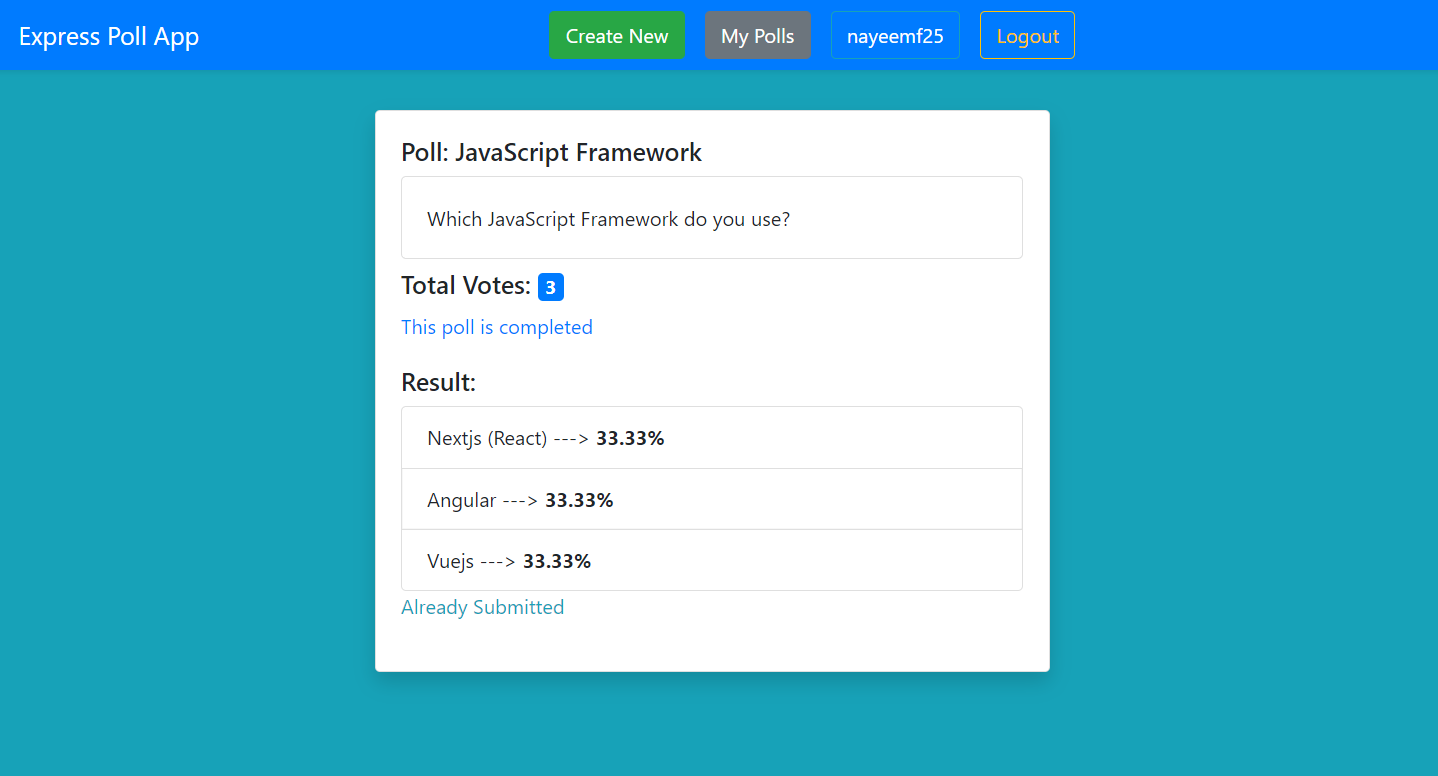 Express Poll App Create New My Polls nayeemf25 Logout
Poll: JavaScript Framework
Which JavaScript Framework do you use?
Total Votes: 3
This poll is completed
Result:
Nextjs (React) ---> 33.33%
Angular ---> 33.33%
Vuejs ---> 33.33%
Already Submitted